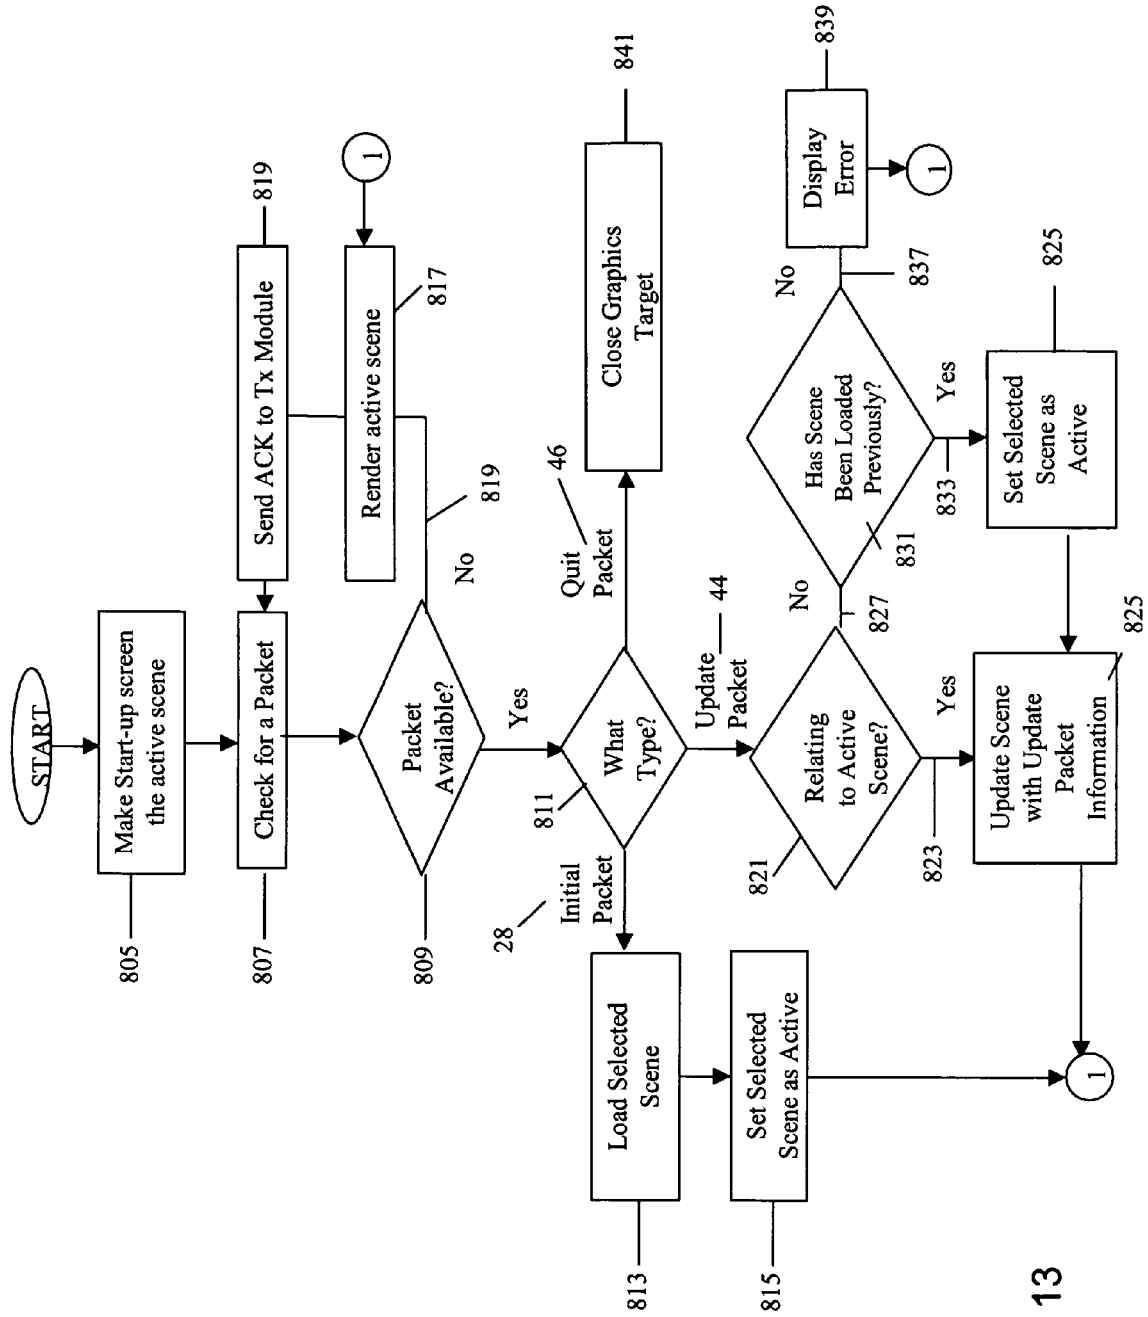 START
Make Start-up screen
the active scene
805
Send ACK to Tx Module
819
Check for a Packet
807
Render active scene
817
1
Packet
Available?
809
No
819
Yes
What
Type?
811
28
Initial
Packet
Quit
Packet
46
Close Graphics
Target
841
Load Selected
Scene
813
Update
Packet
44
Set Selected
Scene as Active
815
Relating
to Active
Scene?
821
No
827
Has Scene
Been Loaded
Previously?
831
No
837
Display
Error
839
1
Yes
823
Yes
833
Update Scene
with Update
Packet
Information
825
Set Selected
Scene as
Active
825
1
13